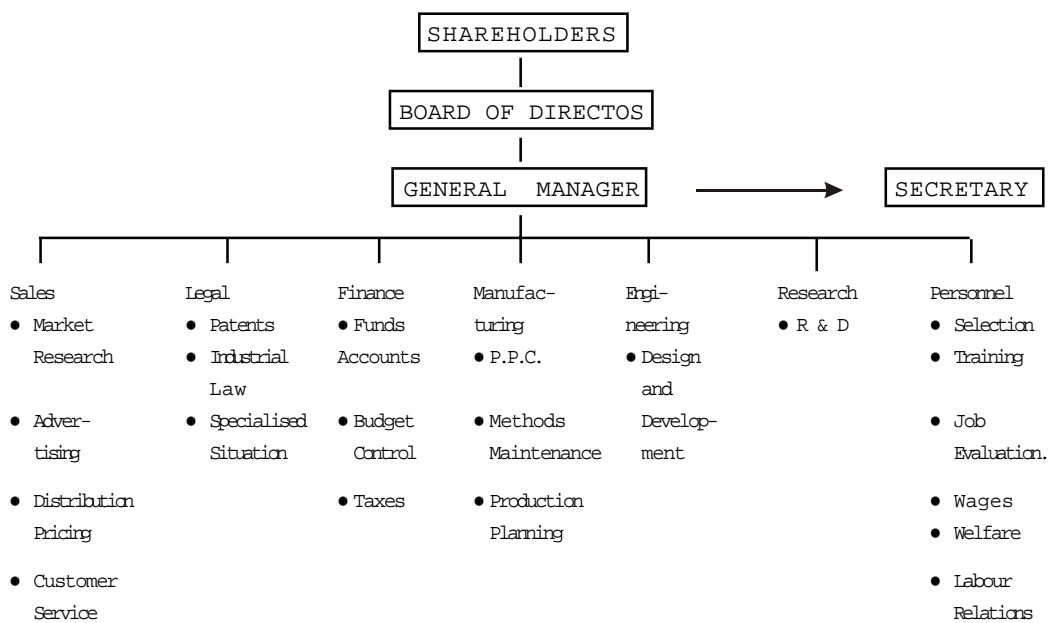 SHAREHOLDERS
BOARD OF DIRECTOS
GENERAL MANAGER
SECRETARY
Sales
● Market
Research
● Adver-
tising
● Distribution
Pricing
● Customer
Service
Legal
● Patents
● Industrial
Law
● Specialised
Situation
Finance
● Funds
Accounts
● Budget
Control
● Taxes
Manufac-
turing
● P.P.C.
● Methods
Maintenance
● Production
Planning
Engi-
neering
● Design
and
Develop-
ment
Research
● R & D
Personnel
● Selection
● Training
● Job
Evaluation.
● Wages
● Welfare
● Labour
Relations